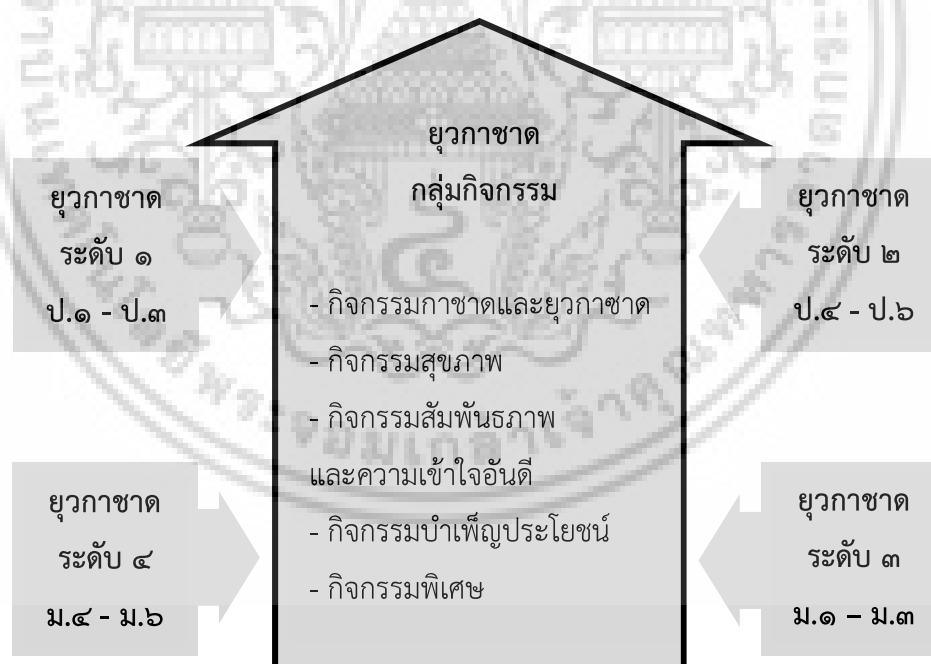 ยุวกาชาด
กลุ่มกิจกรรม
- กิจกรรมกาชาดและยุวกาชาด
- กิจกรรมสุขภาพ
- กิจกรรมสัมพันธภาพ
และความเข้าใจอันดี
- กิจกรรมบำเพ็ญประโยชน์
- กิจกรรมพิเศษ
ยุวกาชาด
ระดับ ๑
ป.๑ - ป.๓
ยุวกาชาด
ระดับ ๒
ป.๔ - ป.๖
ยุวกาชาด
ระดับ ๔
ม.๔ - ม.๖
ยุวกาชาด
ระดับ ๓
ม.๑ – ม.๓